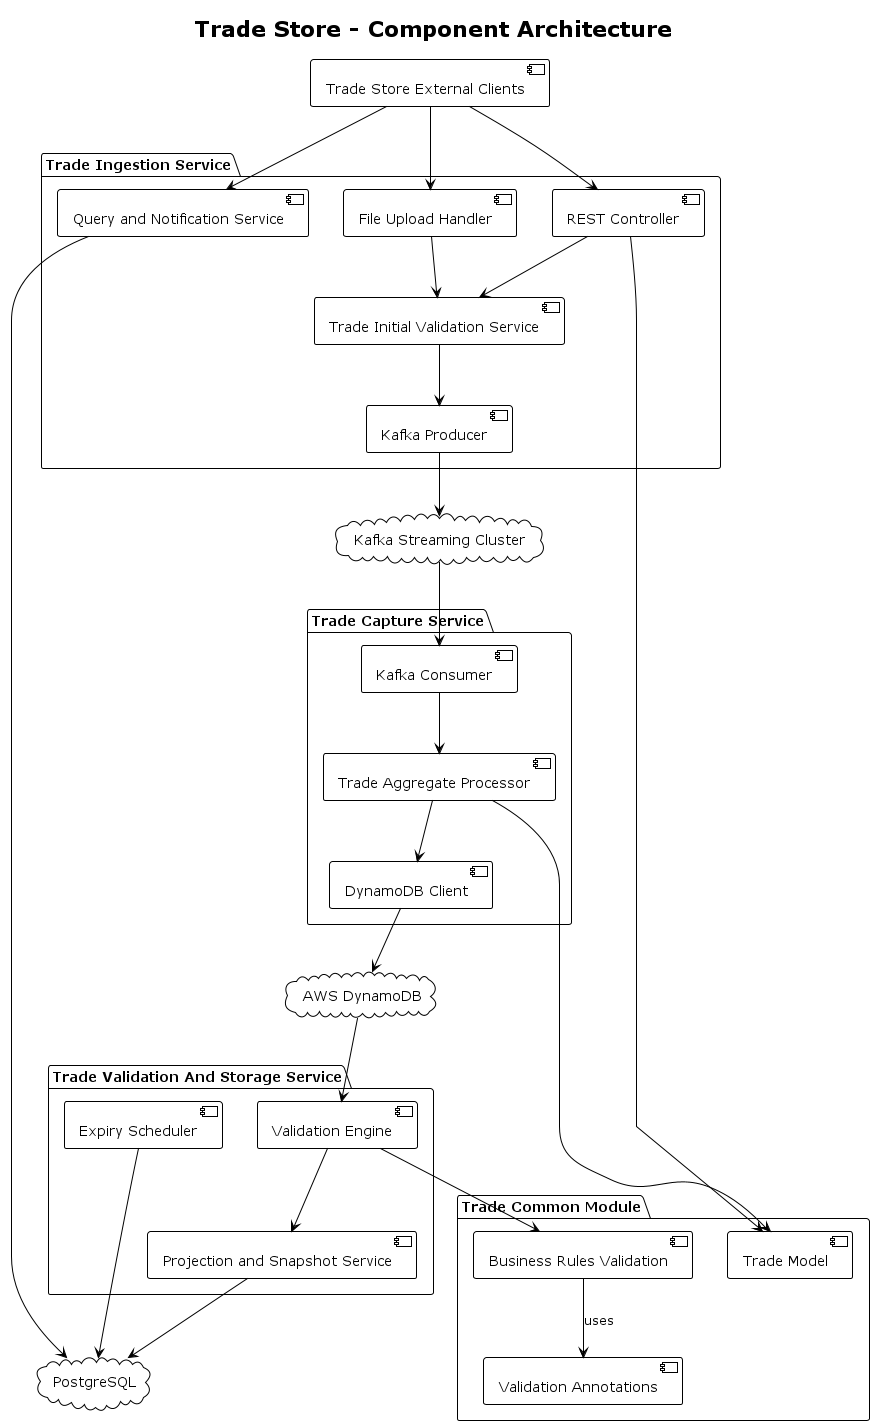 Trade Store - Component Architecture
Trade Store External Clients
Trade Ingestion Service
Query and Notification Service
File Upload Handler
REST Controller
Trade Initial Validation Service
Kafka Producer
Kafka Streaming Cluster
Trade Capture Service
Kafka Consumer
Trade Aggregate Processor
DynamoDB Client
AWS DynamoDB
Trade Validation And Storage Service
Expiry Scheduler
Validation Engine
Trade Common Module
Projection and Snapshot Service
Business Rules Validation
Trade Model
uses
PostgreSQL
Validation Annotations